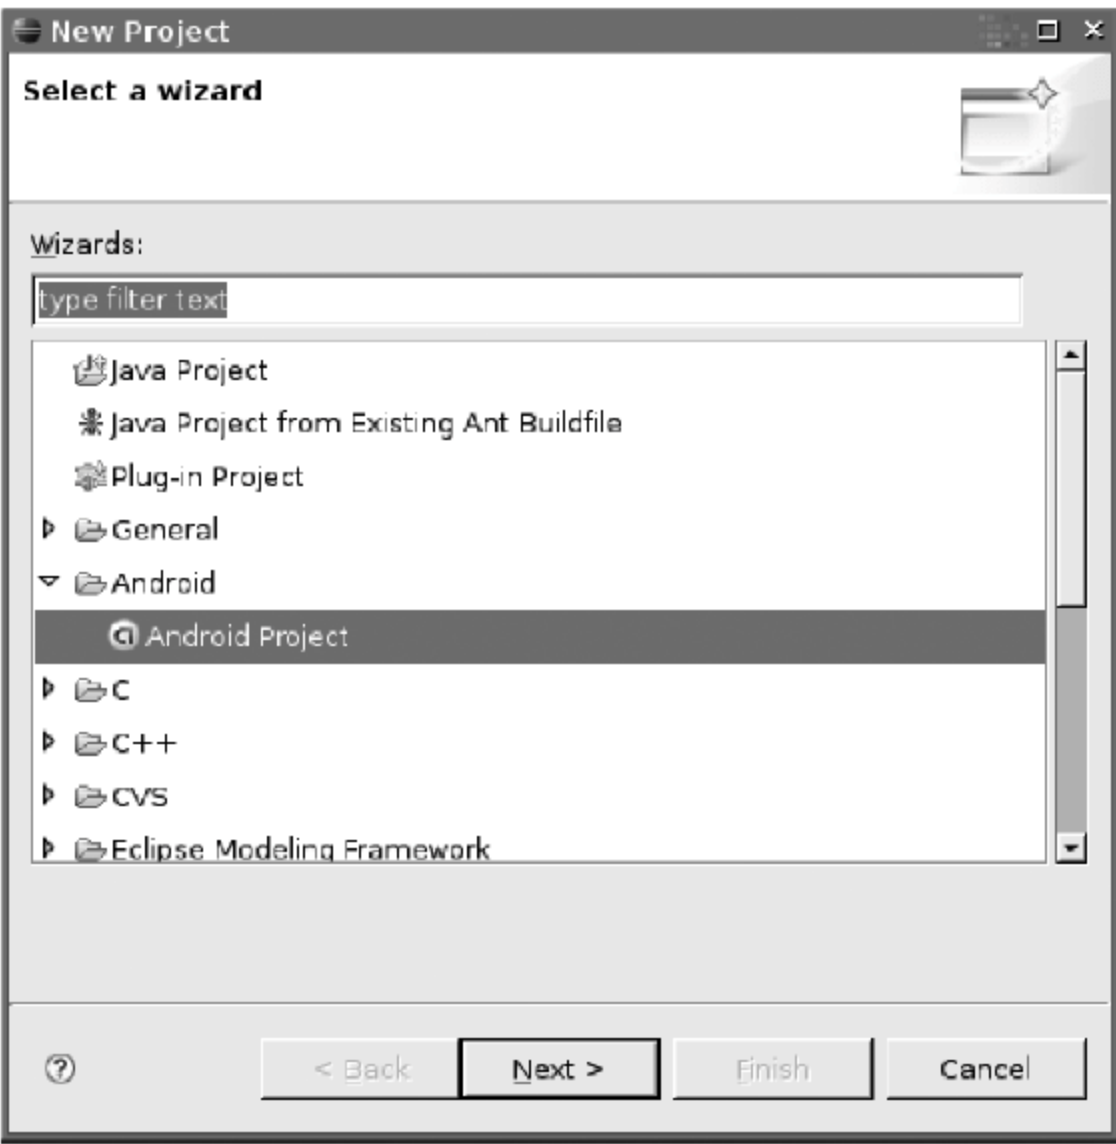 New Project
Select a wizard
Wizards:
type filter text
Java Project
Java Project from Existing Ant Buildfile
Plug-in Project
General
Android
Android Project
C
C++
CVS
Eclipse Modeling Framework
< Back Next > Finish Cancel